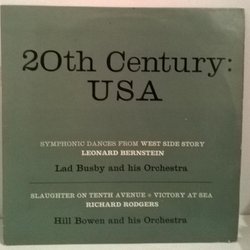 20th Century:
USA
SYMPHONIC DANCES FROM WEST SIDE STORY
LEONARD BERNSTEIN
Lad Busby and his Orchestra
SLAUGHTER ON TENTH AVENUE + VICTORY AT SEA
RICHARD RODGERS
Hill Bowen and his Orchestra